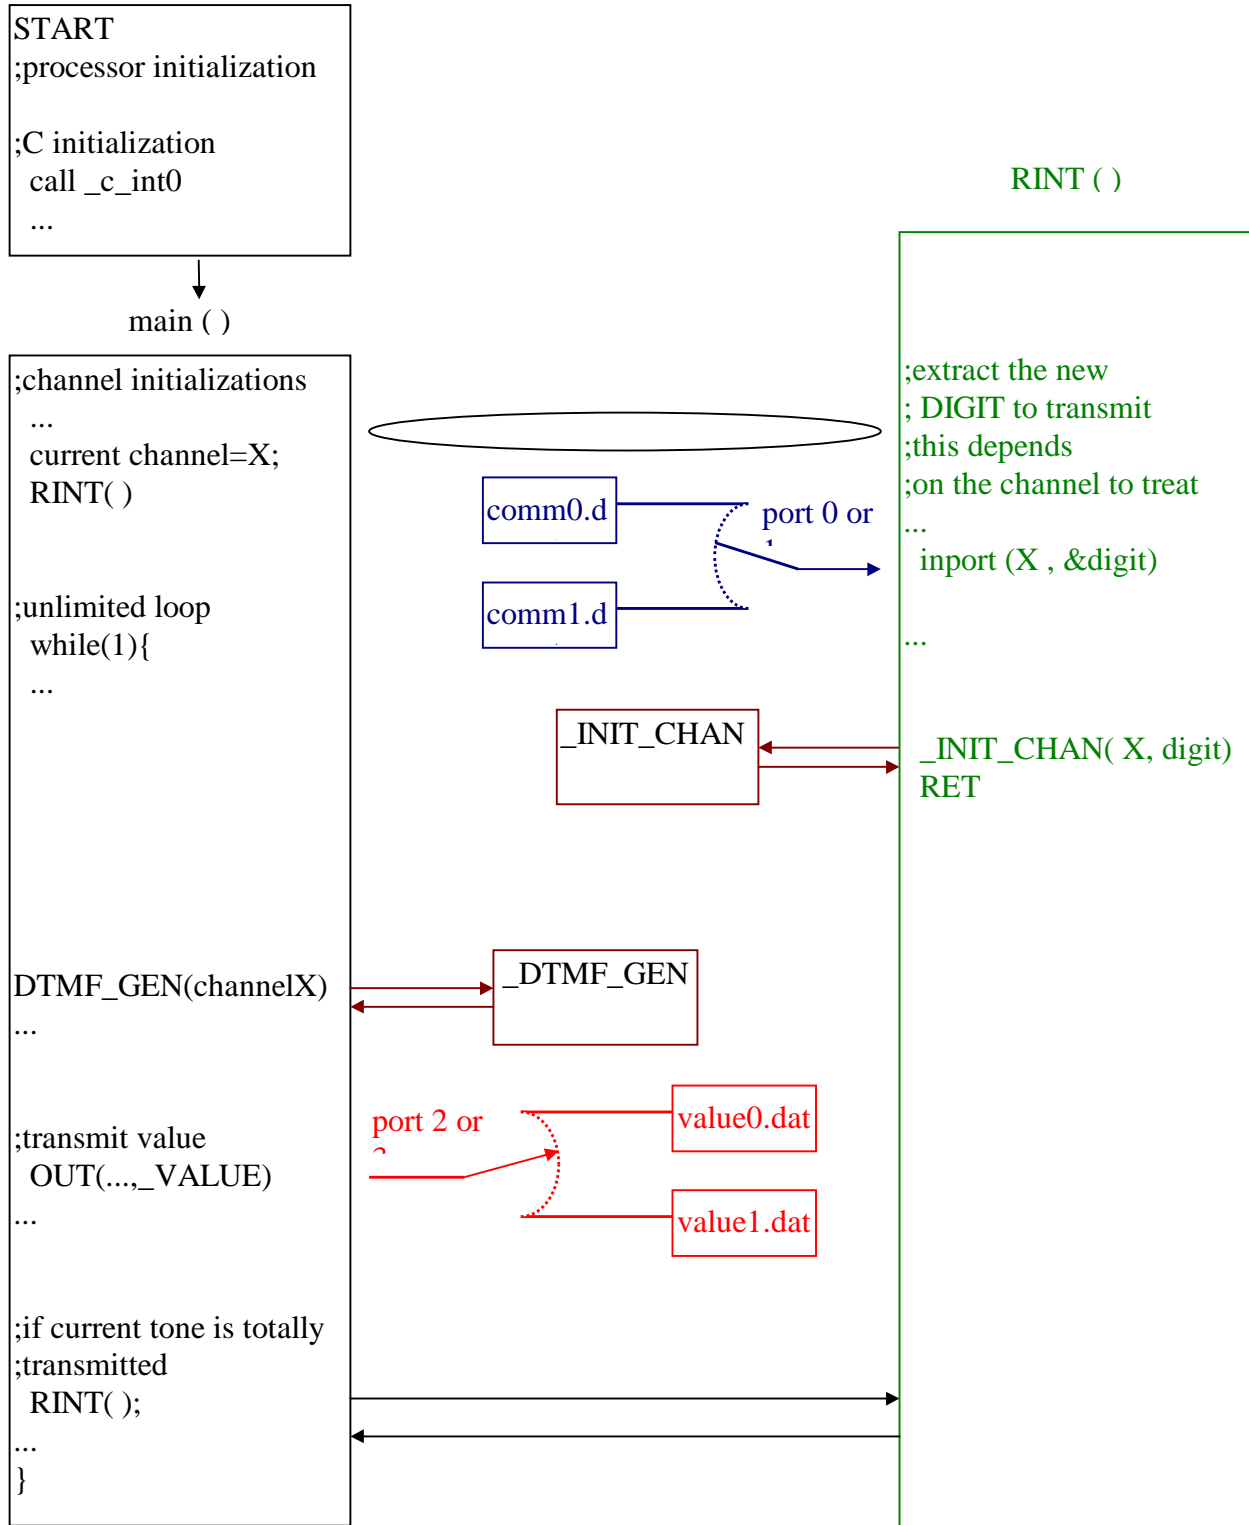 START
;processor initialization
;C initialization
call _c_int0
...
main ( )
;channel initializations
...
current channel=X;
RINT( )
;unlimited loop
while(1){
...
DTMF_GEN(channelX)
...
;transmit value
OUT(...,_VALUE)
...
;if current tone is totally
;transmitted
RINT( );
...
}
comm0.d
comm1.d
port 0 or
_INIT_CHAN
_DTMF_GEN
port 2 or
value0.dat
value1.dat
RINT ( )
;extract the new
; DIGIT to transmit
;this depends
;on the channel to treat
...
inport (X , &digit)
...
_INIT_CHAN( X, digit)
RET